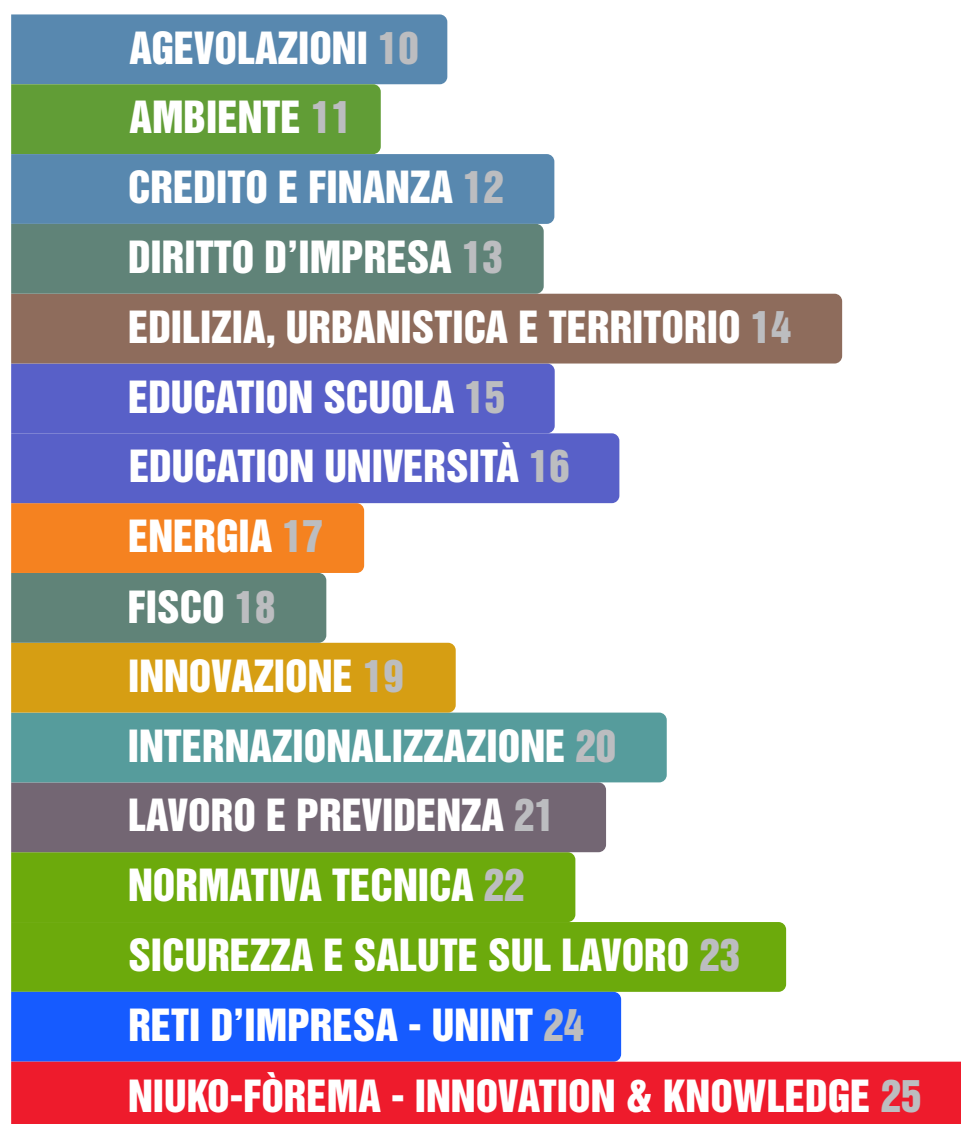 AGEVOLAZIONI 10
AMBIENTE 11
CREDITO E FINANZA 12
DIRITTO D’IMPRESA 13
EDILIZIA, URBANISTICA E TERRITORIO 14
EDUCATION SCUOLA 15
EDUCATION UNIVERSITÀ 16
ENERGIA 17
FISCO 18
INNOVAZIONE 19
INTERNAZIONALIZZAZIONE 20
LAVORO E PREVIDENZA 21
NORMATIVA TECNICA 22
SICUREZZA E SALUTE SUL LAVORO 23
RETI D’IMPRESA - UNINT 24
NIUKO-FÒREMA - INNOVATION & KNOWLEDGE 25